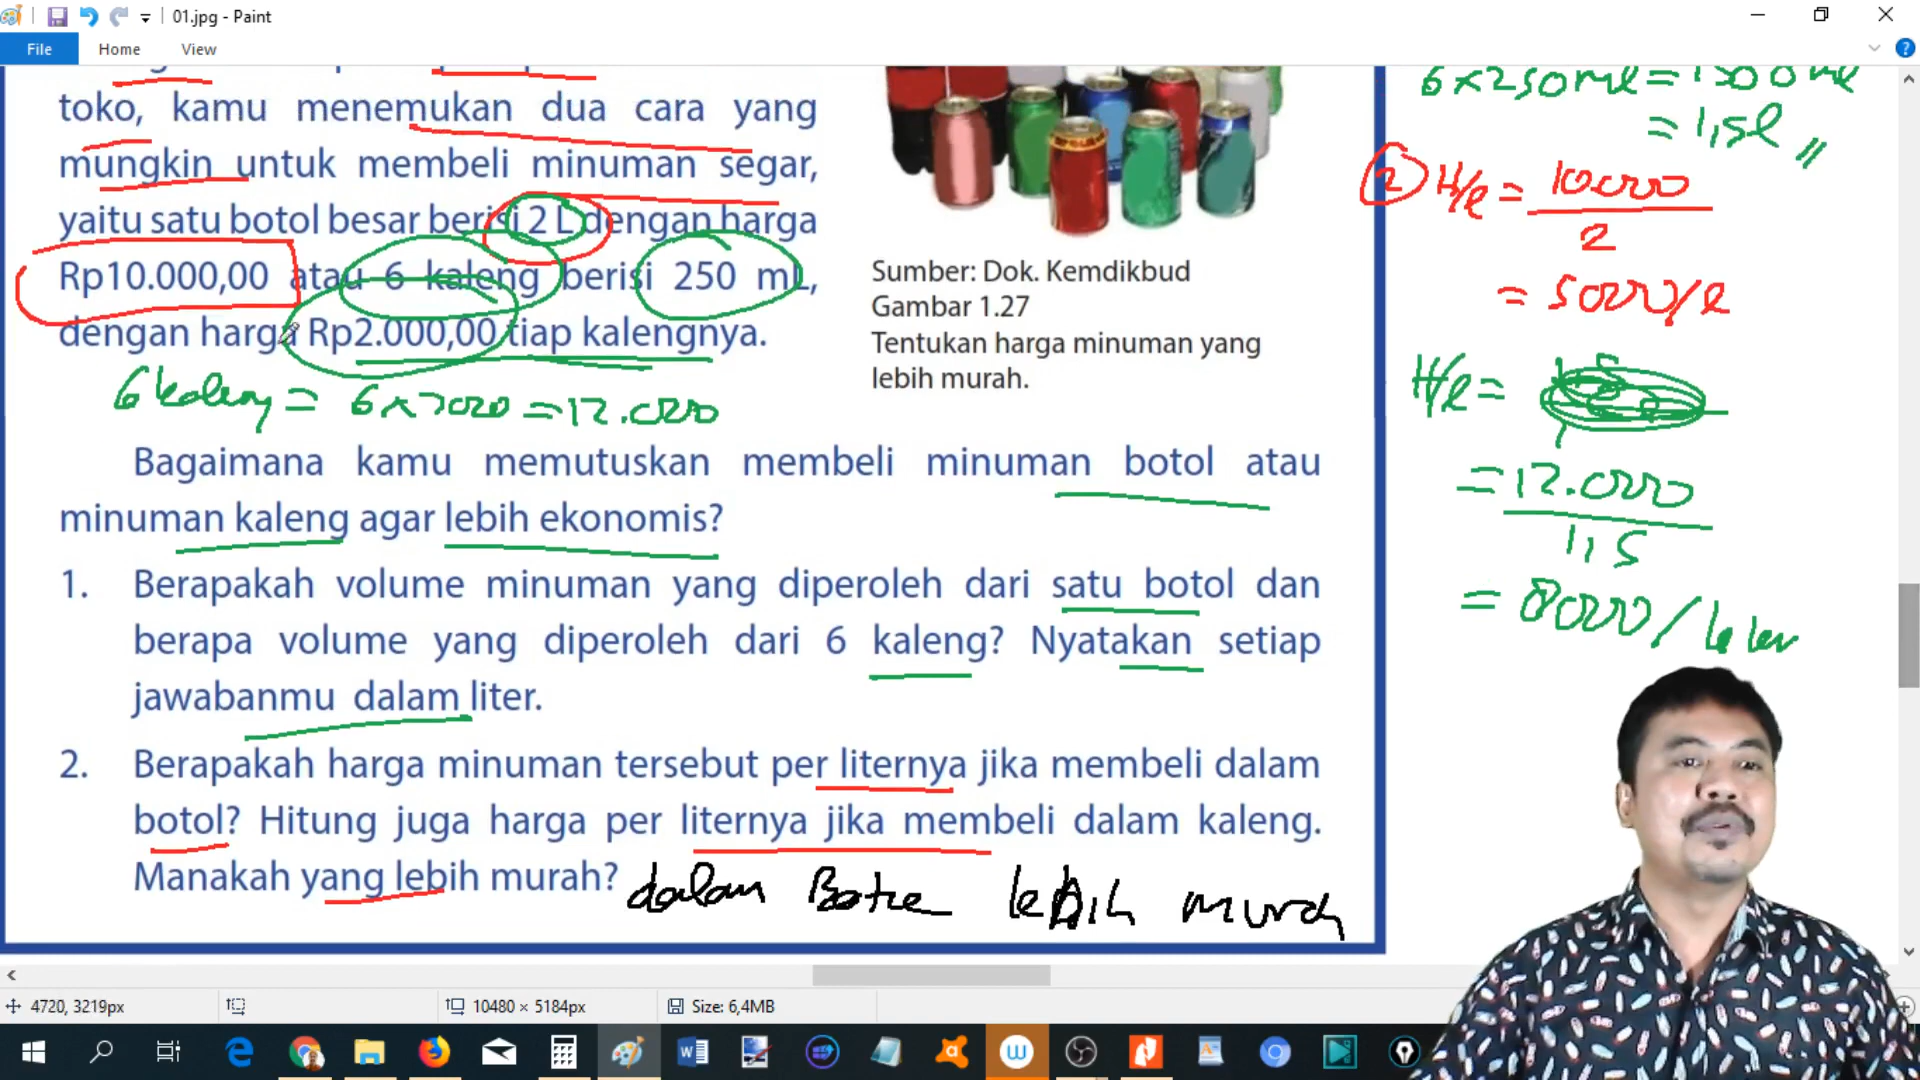 01.jpg - Paint
File Home View
toko, kamu menemukan dua cara yang
mungkin untuk membeli minuman segar,
yaitu satu botol besar berisi 2 L dengan harga
Rp10.000,00 atau 6 kaleng berisi 250 mL,
dengan harga Rp2.000,00 tiap kalengnya.
6 kaleng = 6 x 2000 = 12.000
Sumber: Dok. Kemdikbud
Gambar 1.27
Tentukan harga minuman yang
lebih murah.
Bagaimana kamu memutuskan membeli minuman botol atau
minuman kaleng agar lebih ekonomis?
1. Berapakah volume minuman yang diperoleh dari satu botol dan
berapa volume yang diperoleh dari 6 kaleng? Nyatakan setiap
jawabanmu dalam liter.
2. Berapakah harga minuman tersebut per liternya jika membeli dalam
botol? Hitung juga harga per liternya jika membeli dalam kaleng.
Manakah yang lebih murah?
dalam Botol lebih murah
6 x 250 ml = 1500 ml
= 1,5 l
2 H/l = 10000
2
= 5000/l
H/l =
= 12.000
1,5
= 8000/
4720, 3219px
10480 × 5184px
Size: 6,4MB